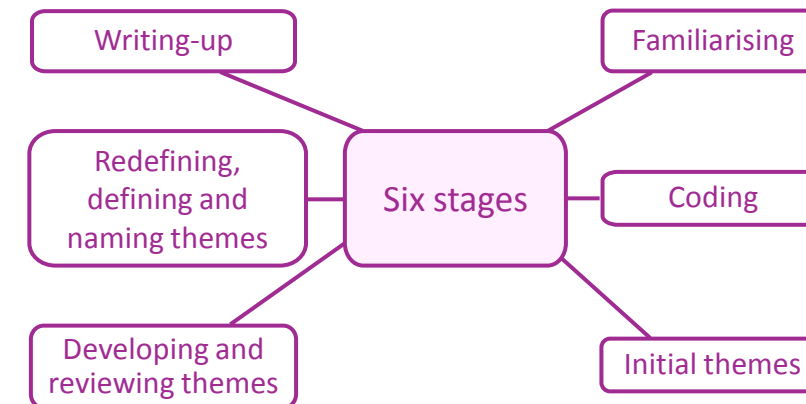 Writing-up
Familiarising
Redefining,
defining and
naming themes
Six stages
Coding
Developing and
reviewing themes
Initial themes